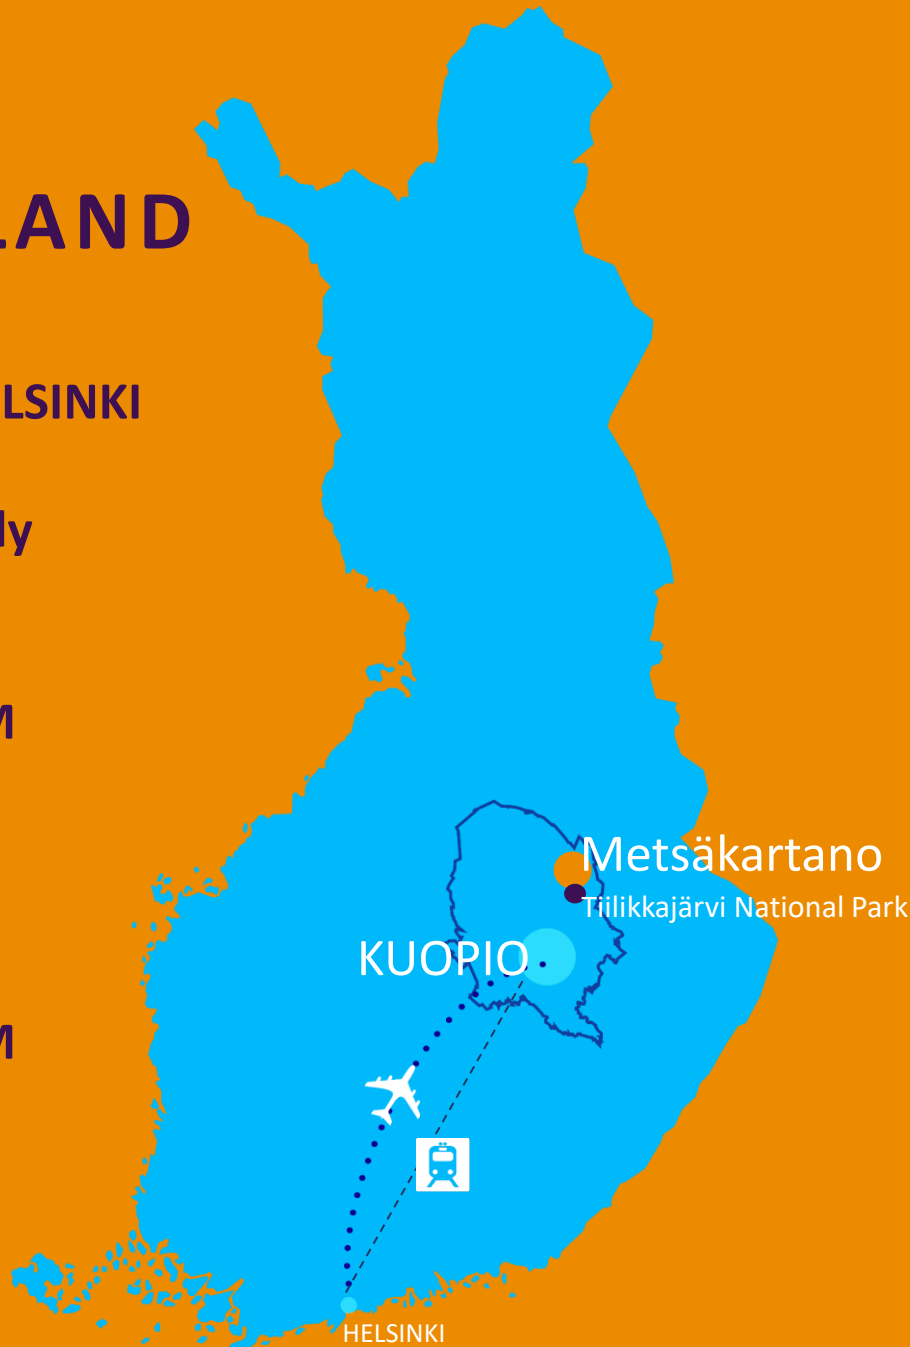 LAND
LSINKI
ly
M
Metsäkartano
Tiilikkajärvi National Park
KUOPIO
M
HELSINKI